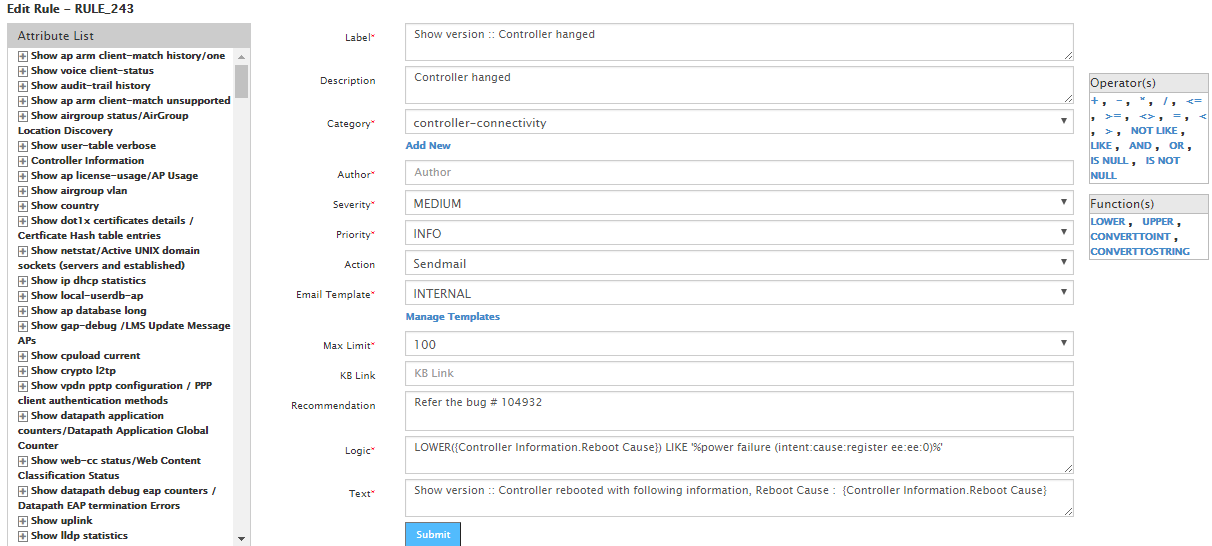 Edit Rule - RULE_243
Attribute List
Show ap arm client-match history/one
Show voice client-status
Show audit-trail history
Show ap arm client-match unsupported
Show airgroup status/AirGroup
Location Discovery
Show user-table verbose
Controller Information
Show ap license-usage/AP Usage
Show airgroup vlan
Show country
Show dot1x certificates details /
Certficate Hash table entries
Show netstat/Active UNIX domain
sockets (servers and established)
Show ip dhcp statistics
Show local-userdb-ap
Show ap database long
Show gap-debug /LMS Update Message
APs
Show cpuload current
Show crypto l2tp
Show vpdn pptp configuration / PPP
client authentication methods
Show datapath application
counters/Datapath Application Global
Counter
Show web-cc status/Web Content
Classification Status
Show datapath debug eap counters /
Datapath EAP termination Errors
Show uplink
Show lldp statistics
Label*
Show version :: Controller hanged
Description
Controller hanged
Category*
controller-connectivity
Add New
Author*
Author
Severity*
MEDIUM
Priority*
INFO
Action
Sendmail
Email Template*
INTERNAL
Manage Templates
Max Limit*
100
KB Link
KB Link
Recommendation
Refer the bug # 104932
Logic*
LOWER({Controller Information.Reboot Cause}) LIKE '%power failure (intent:cause:register ee:ee:0)%'
Text*
Show version :: Controller rebooted with following information, Reboot Cause :  {Controller Information.Reboot Cause}
Submit
Operator(s)
+ , - , * , / , <=
, >= , <> , = , <
, > , NOT LIKE ,
LIKE , AND , OR ,
IS NULL , IS NOT
NULL
Function(s)
LOWER , UPPER ,
CONVERTTOINT ,
CONVERTTOSTRING